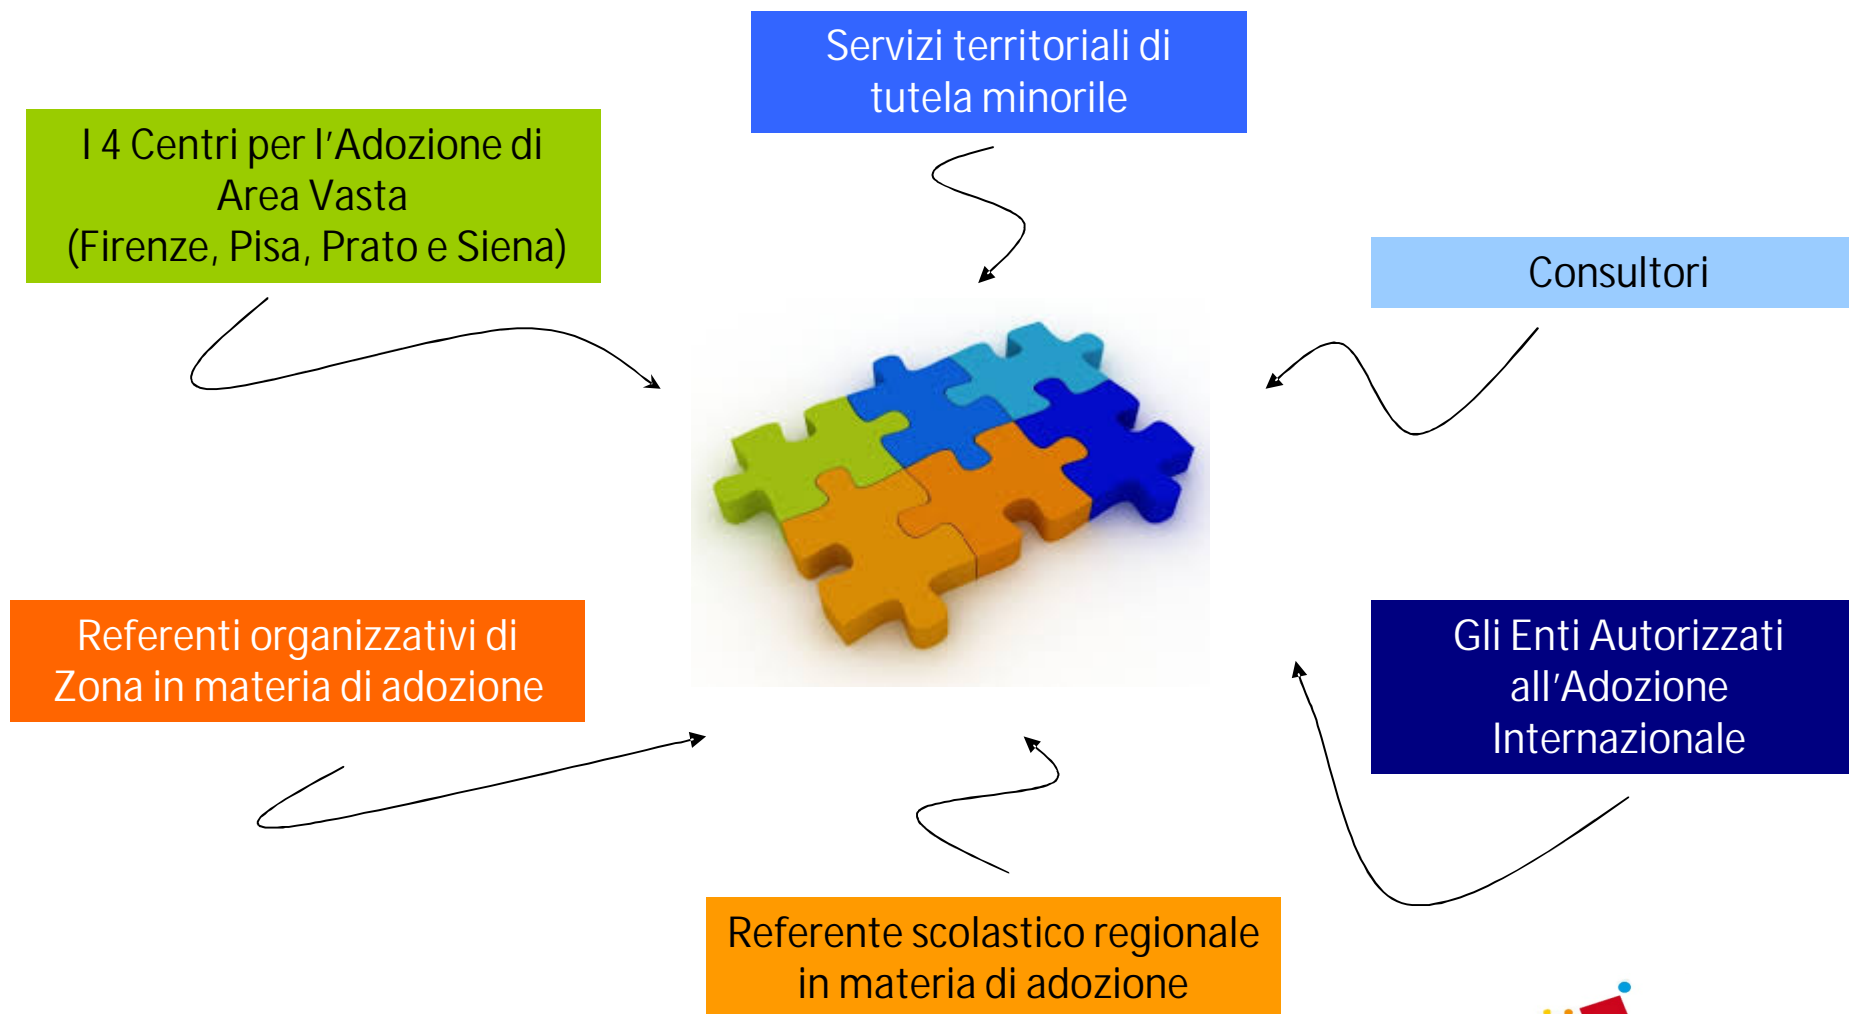 Servizi territoriali di
tutela minorile
I 4 Centri per l'Adozione di
Area Vasta
(Firenze, Pisa, Prato e Siena)
Consultori
Referenti organizzativi di
Zona in materia di adozione
Gli Enti Autorizzati
all'Adozione
Internazionale
Referente scolastico regionale
in materia di adozione